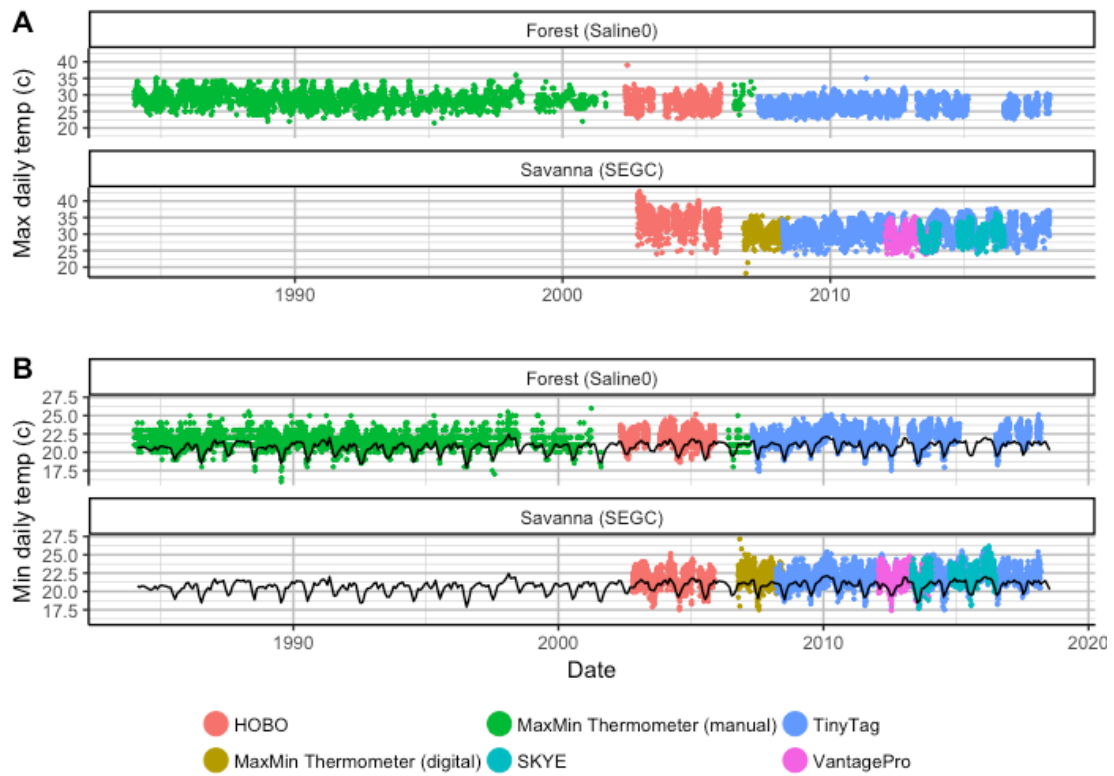 A
Forest (Saline0)
40
35
30
25
20
Max daily temp (c)
Savanna (SEGC)
40
35
30
25
20
1990 2000 2010
B
Forest (Saline0)
27.5
25.0
22.5
20.0
17.5
Min daily temp (c)
Savanna (SEGC)
27.5
25.0
22.5
20.0
17.5
1990 2000 2010 2020
Date
HOBO MaxMin Thermometer (manual) TinyTag
MaxMin Thermometer (digital) SKYE VantagePro